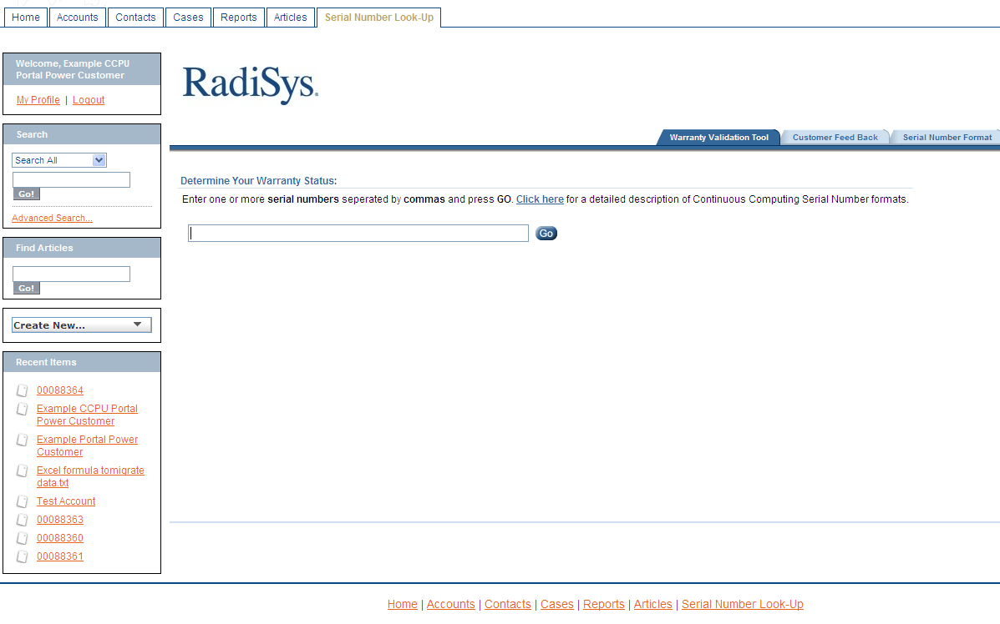 Home
Accounts
Contacts
Cases
Reports
Articles
Serial Number Look-Up
Welcome, Example CCPU
Portal Power Customer
My Profile | Logout
Search
Search All
Go!
Advanced Search...
Find Articles
Go!
Create New...
Recent Items
00088364
Example CCPU Portal
Power Customer
Example Portal Power
Customer
Excel formula tomigrate
data.txt
Test Account
00088363
00088360
00088361
RadiSys.
Warranty Validation Tool
Customer Feed Back
Serial Number Format
Determine Your Warranty Status:
Enter one or more serial numbers seperated by commas and press GO. Click here for a detailed description of Continuous Computing Serial Number formats.
Go
Home | Accounts | Contacts | Cases | Reports | Articles | Serial Number Look-Up